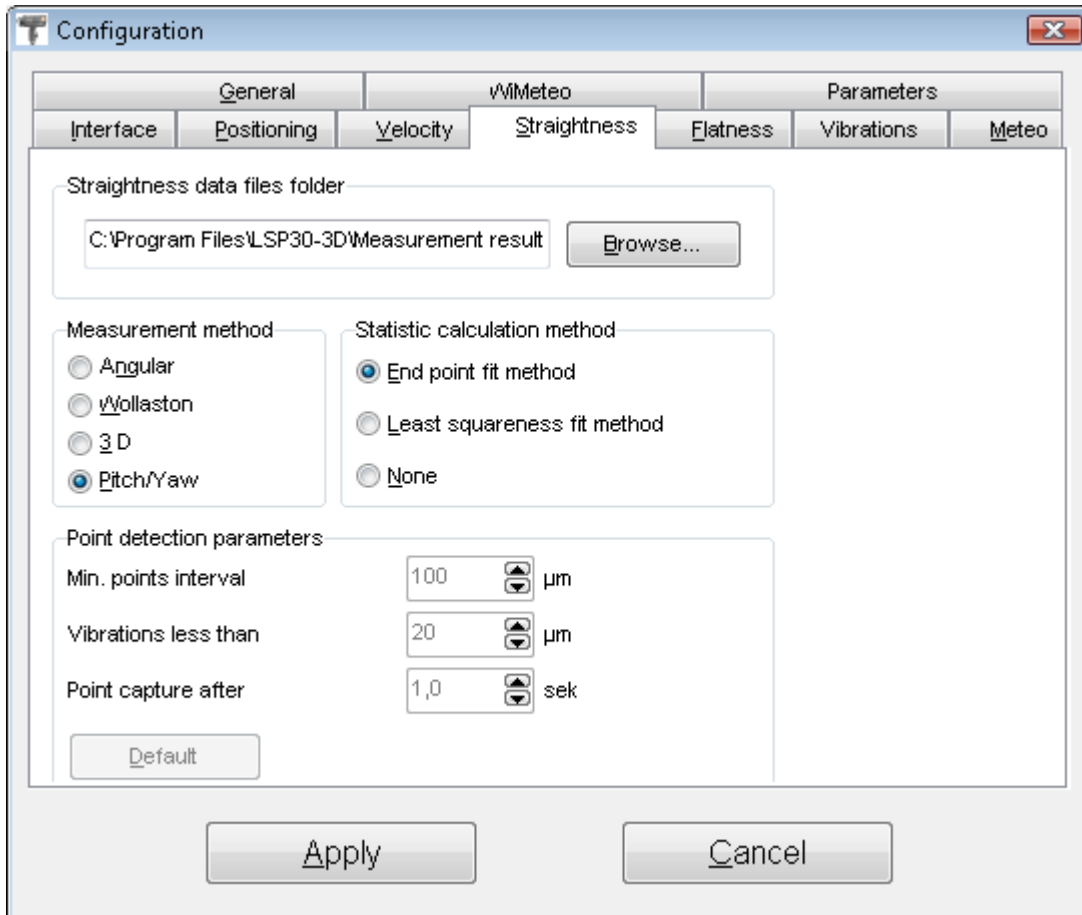 Configuration
General WiMeteo Parameters
Interface Positioning Velocity Straightness Flatness Vibrations Meteo
Straightness data files folder
C:\Program Files\LSP30-3D\Measurement result Browse...
Measurement method Statistic calculation method
Angular
End point fit method
Wollaston
Least squareness fit method
3 D
Pitch/Yaw
None
Point detection parameters
Min. points interval 100 µm
Vibrations less than 20 µm
Point capture after 1,0 sek
Default
Apply Cancel